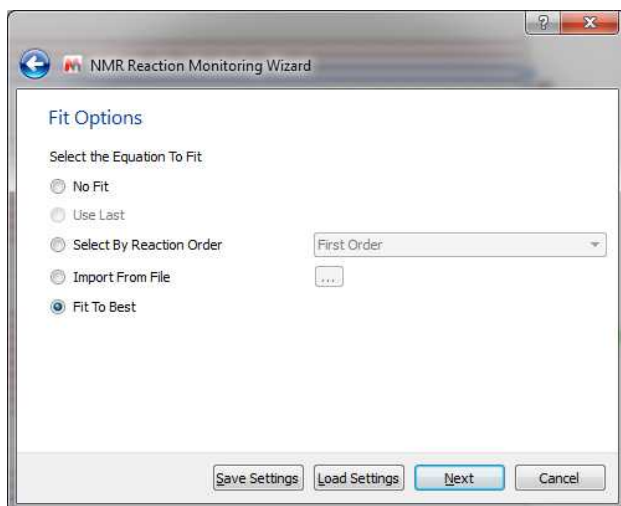 NMR Reaction Monitoring Wizard
Fit Options
Select the Equation To Fit
No Fit
Use Last
Select By Reaction Order First Order
Import From File ...
Fit To Best
Save Settings Load Settings Next Cancel